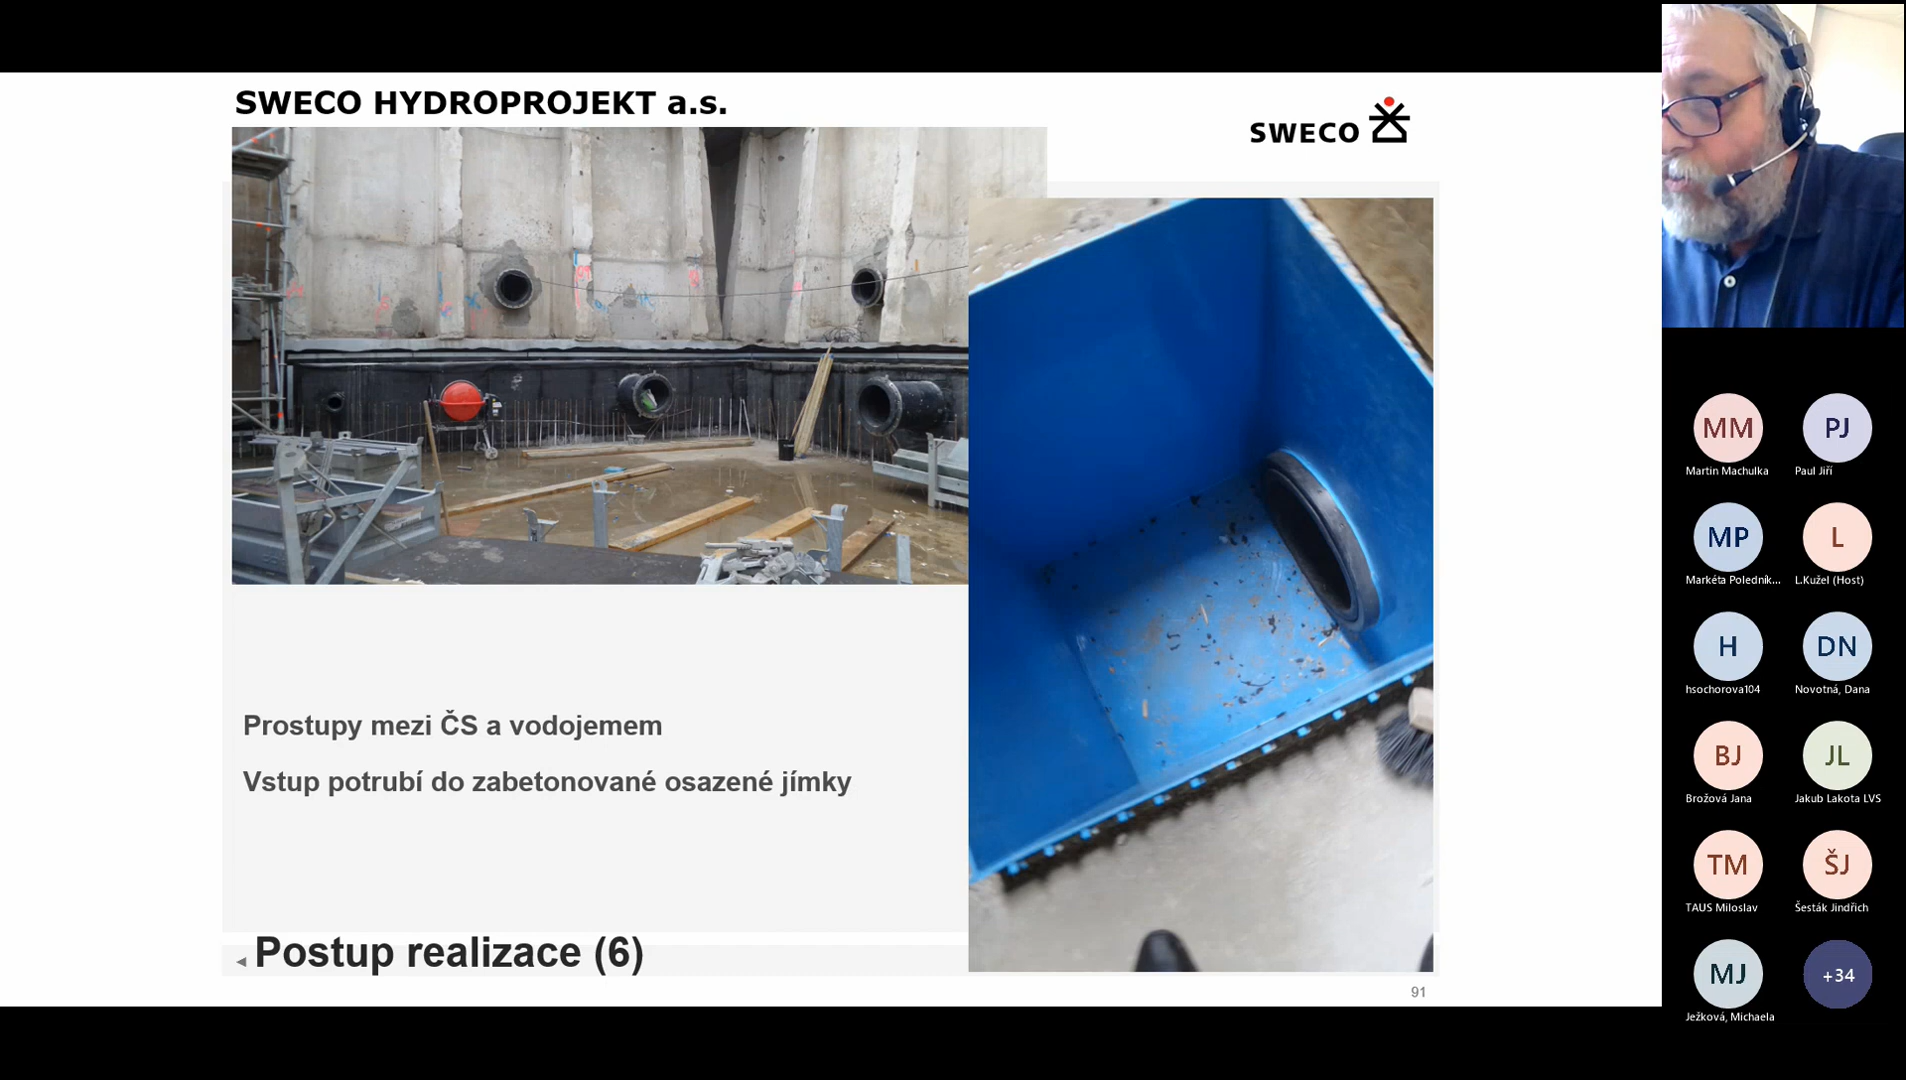 SWECO HYDROPROJEKT a.s.
SWECO
Prostupy mezi ČS a vodojemem
Vstup potrubí do zabetonované osazené jímky
Postup realizace (6)
91
MM
PJ
Martin Machulka
Paul Jiří
MP
L
Markéta Poledník...
L.Kužel (Host)
H
DN
hsochorova104
Novotná, Dana
BJ
JL
Brožová Jana
Jakub Lakota LVS
TM
ŠJ
TAUS Miloslav
Šesták Jindřich
MJ
+34
Ježková, Michaela